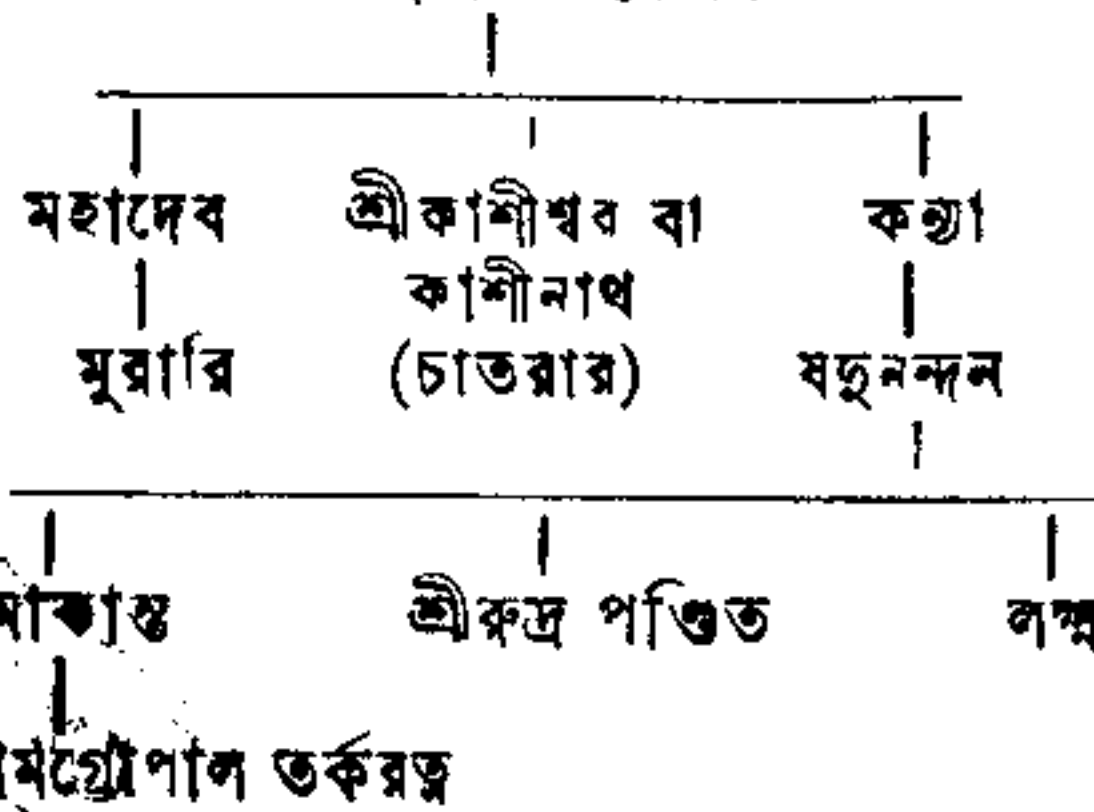 মহাদেব শ্রীকাশীশ্বর বা কন্যা
কাশীনাথ
মুরারি (চাতরার) যদুনন্দন
শ্রীরুদ্র পণ্ডিত
তর্করত্ন